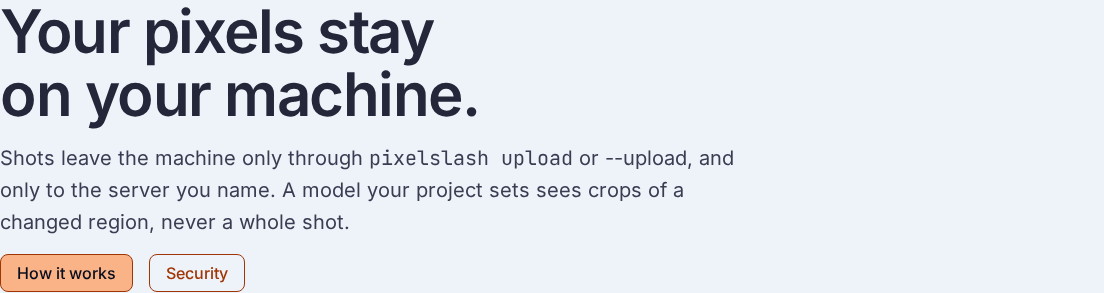 Your pixels stay
on your machine.
Shots leave the machine only through pixelslash upload or --upload, and
only to the server you name. A model your project sets sees crops of a
changed region, never a whole shot.
How it works
Security